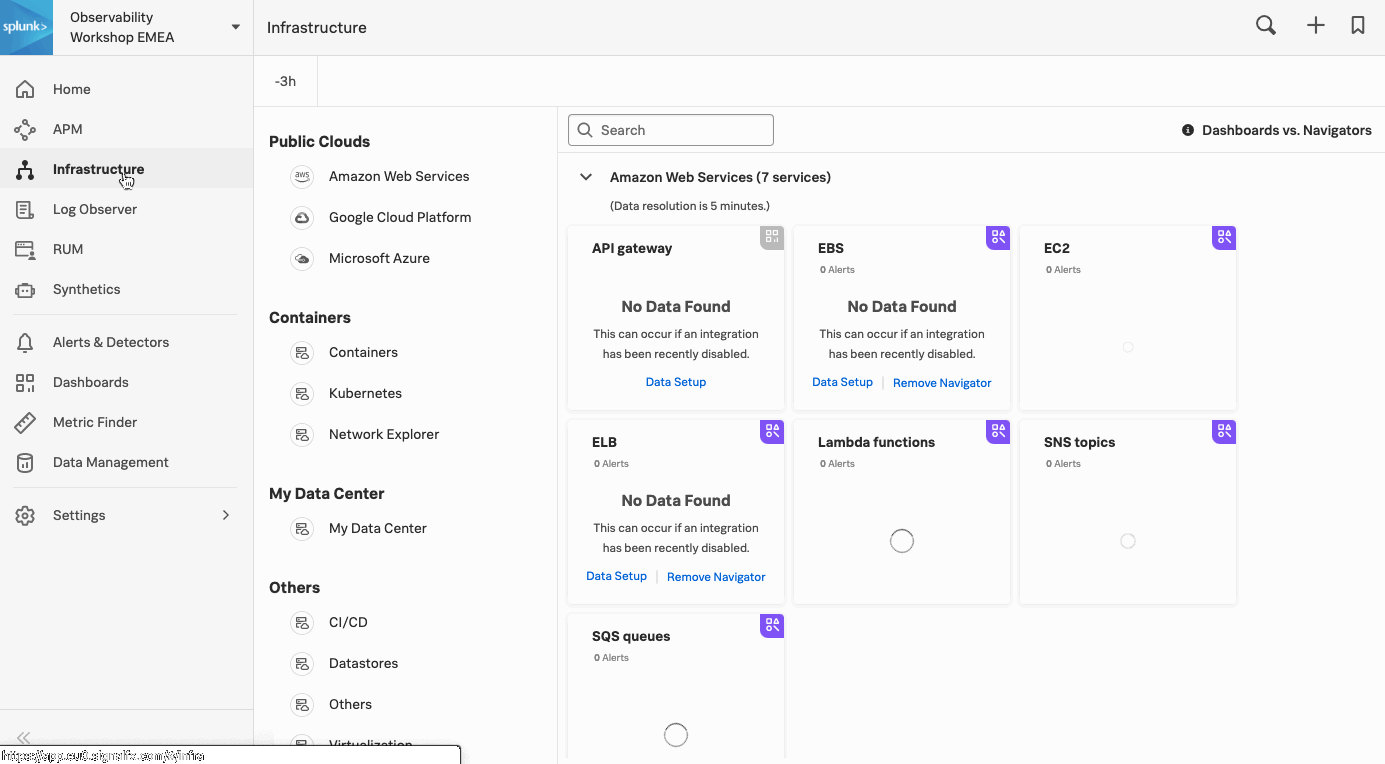 splunk>
Observability
Workshop EMEA
Infrastructure
-3h
Home
APM
Infrastructure
Log Observer
RUM
Synthetics
Alerts & Detectors
Dashboards
Metric Finder
Data Management
Settings
Public Clouds
aws
Amazon Web Services
Google Cloud Platform
Microsoft Azure
Containers
Containers
Kubernetes
Network Explorer
My Data Center
My Data Center
Others
CI/CD
Datastores
Others
Virtualization
Search
Dashboards vs. Navigators
Amazon Web Services (7 services)
(Data resolution is 5 minutes.)
API gateway
No Data Found
This can occur if an integration
has been recently disabled.
Data Setup
EBS
0 Alerts
No Data Found
This can occur if an integration
has been recently disabled.
Data Setup
Remove Navigator
EC2
0 Alerts
ELB
0 Alerts
No Data Found
This can occur if an integration
has been recently disabled.
Data Setup
Remove Navigator
Lambda functions
0 Alerts
SNS topics
0 Alerts
SQS queues
0 Alerts